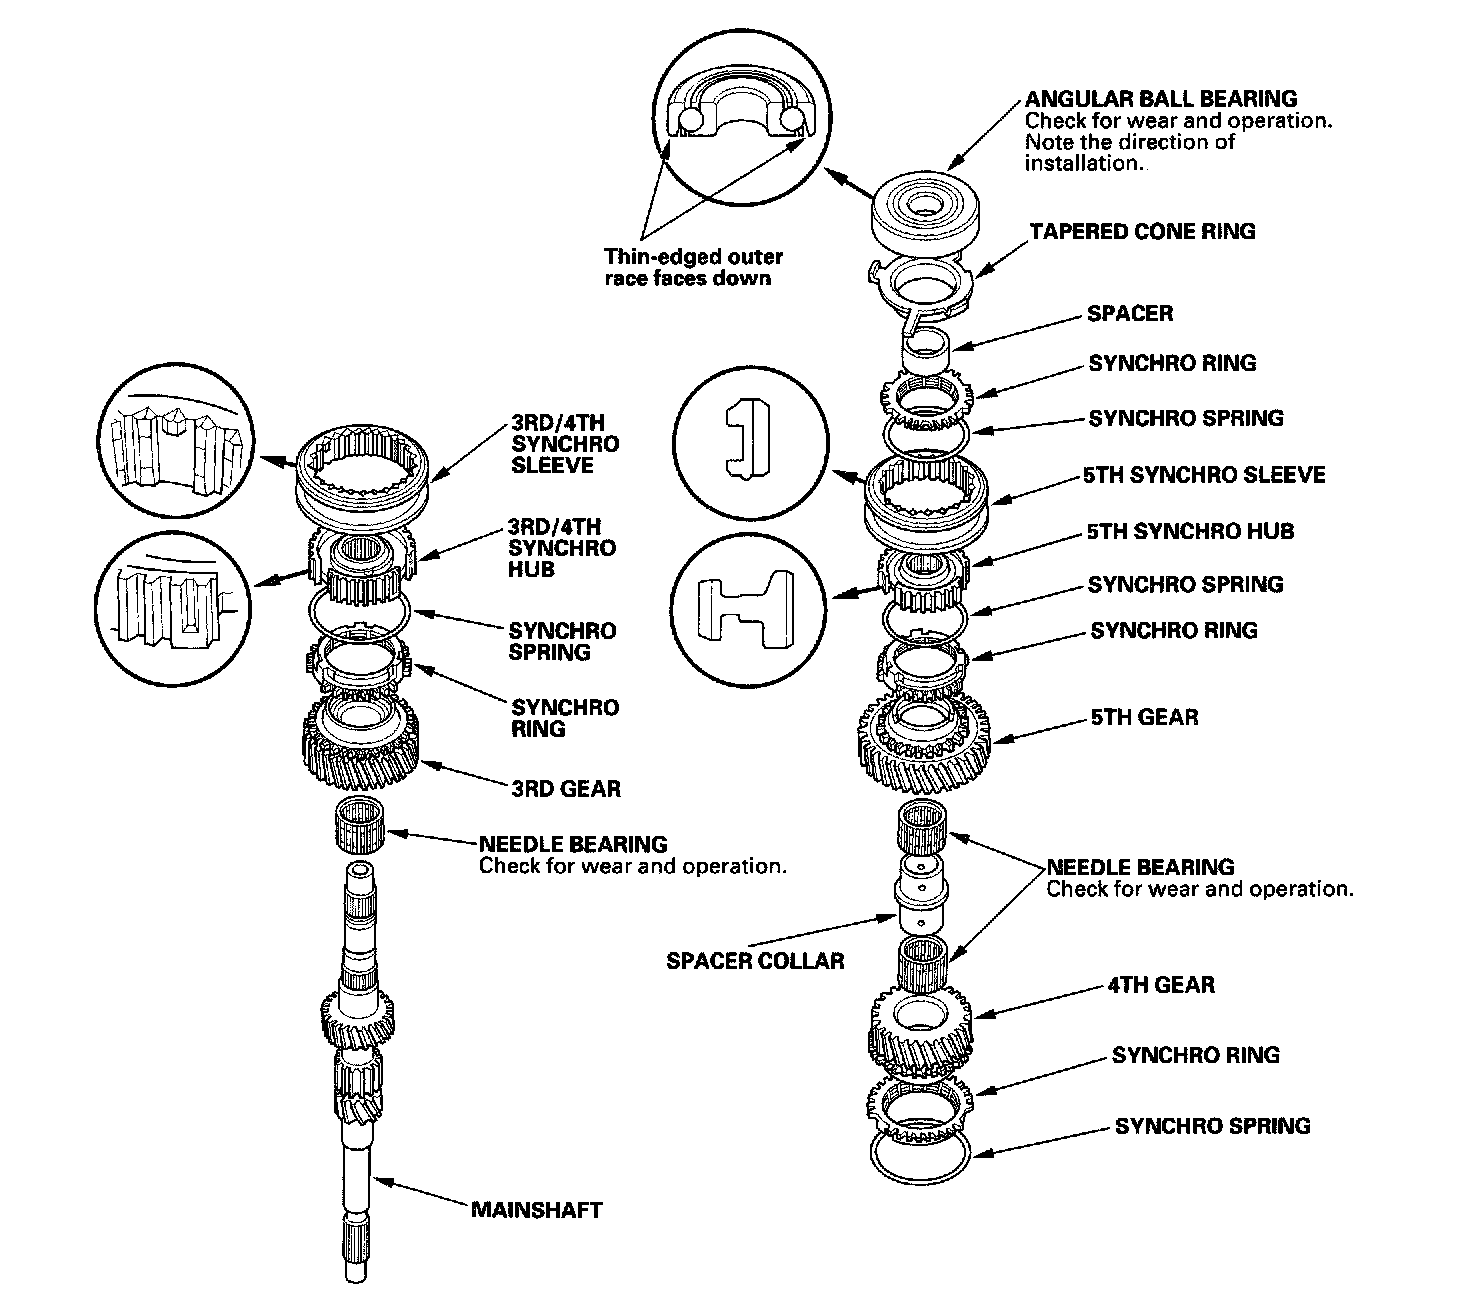 ANGULAR BALL BEARING
Check for wear and operation.
Note the direction of
installation.
TAPERED CONE RING
Thin-edged outer
race faces down
SPACER
SYNCHRO RING
SYNCHRO SPRING
5TH SYNCHRO SLEEVE
5TH SYNCHRO HUB
SYNCHRO SPRING
SYNCHRO RING
5TH GEAR
NEEDLE BEARING
Check for wear and operation.
SPACER COLLAR
4TH GEAR
SYNCHRO RING
SYNCHRO SPRING
3RD/4TH
SYNCHRO
SLEEVE
3RD/4TH
SYNCHRO
HUB
SYNCHRO
SPRING
SYNCHRO
RING
3RD GEAR
NEEDLE BEARING
Check for wear and operation.
MAINSHAFT